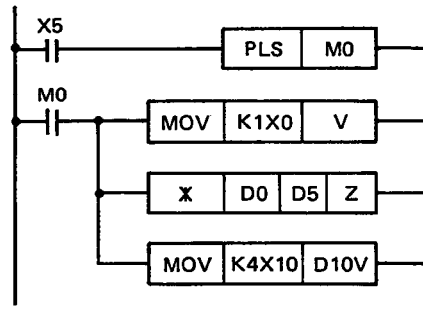 X5
PLS M0
M0
MOV K1X0 V
Ж D0 D5 Z
MOV K4X10 D10V